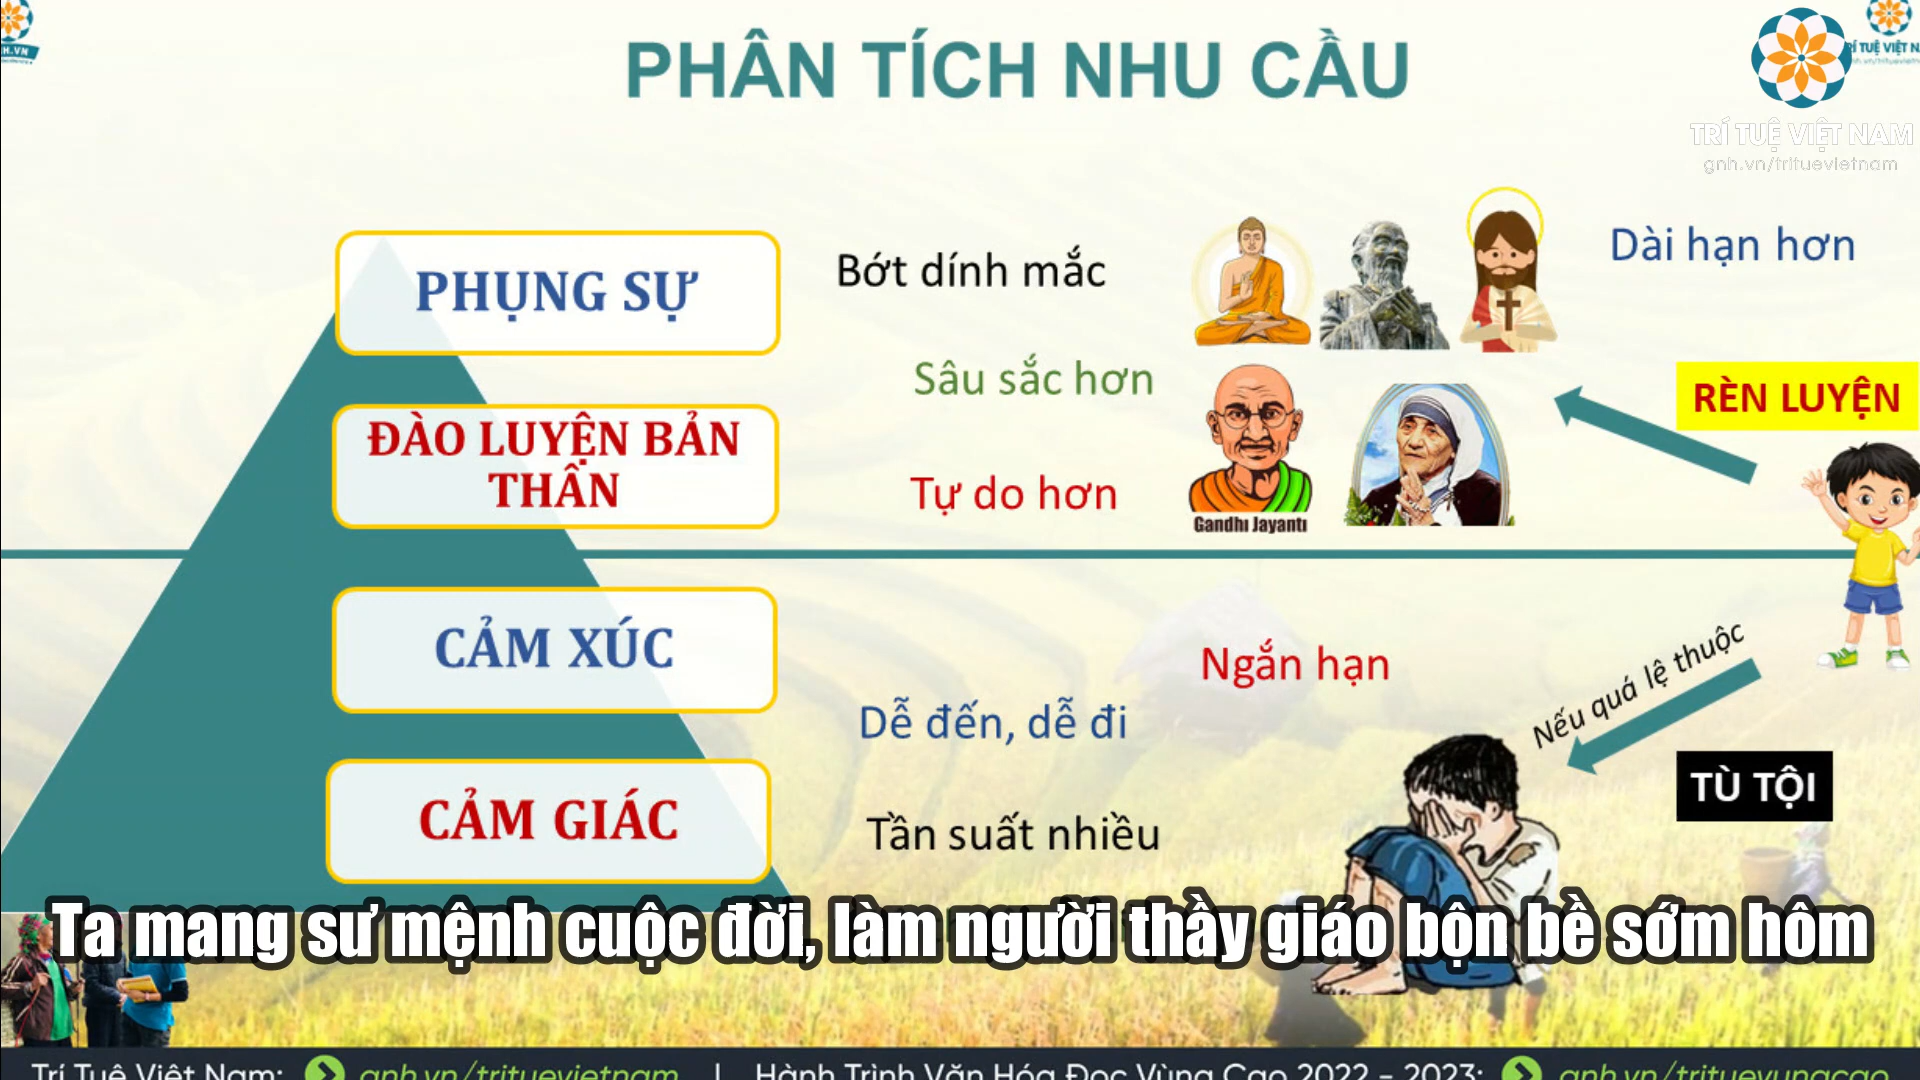 PHÂN TÍCH NHU CẦU
H.VN
TRÍ TUỆ VIỆT NAM
gnh.vn/trituevietnam
PHỤNG SỰ
Bớt dính mắc
Dài hạn hơn
Sâu sắc hơn
RÈN LUYỆN
ĐÀO LUYỆN BẢN
THÂN
Tự do hơn
Gandhi Jayanti
CẢM XÚC
Ngắn hạn
Nếu quá lệ thuộc
Dễ đến, dễ đi
TÙ TỘI
CẢM GIÁC
Tần suất nhiều
Ta mang sư mệnh cuộc đời, làm người thầy giáo bộn bề sớm hôm
Trí Tuệ Việt Nam: gnh.vn/trituevietnam | Hành Trình Văn Hóa Đọc Vùng Cao 2022 - 2023: gnh.vn/trituevungcao